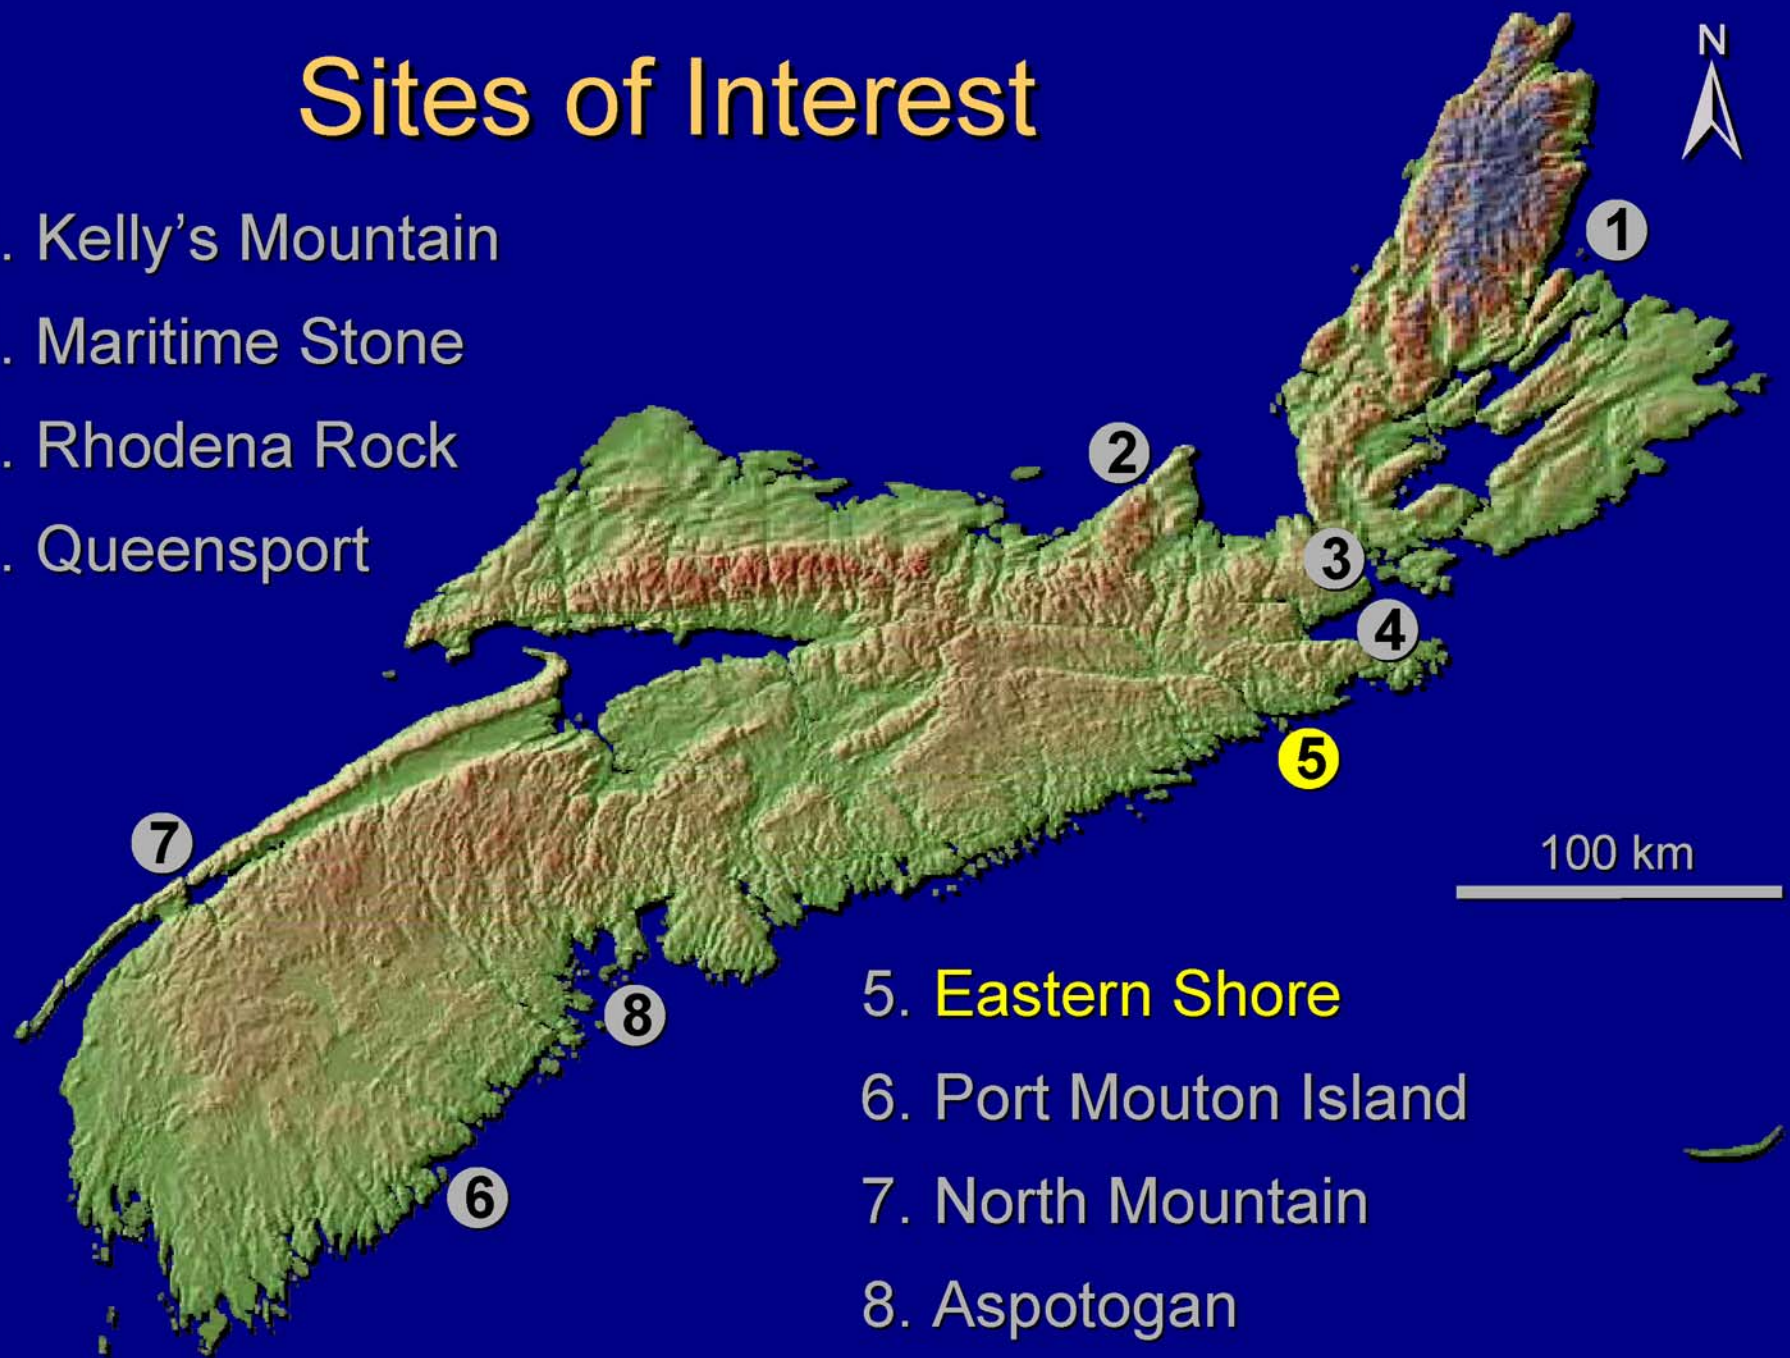 Sites of Interest
N
. Kelly's Mountain
. Maritime Stone
. Rhodena Rock
. Queensport
1
2
3
4
5
7
100 km
8
6
5. Eastern Shore
6. Port Mouton Island
7. North Mountain
8. Aspotogan